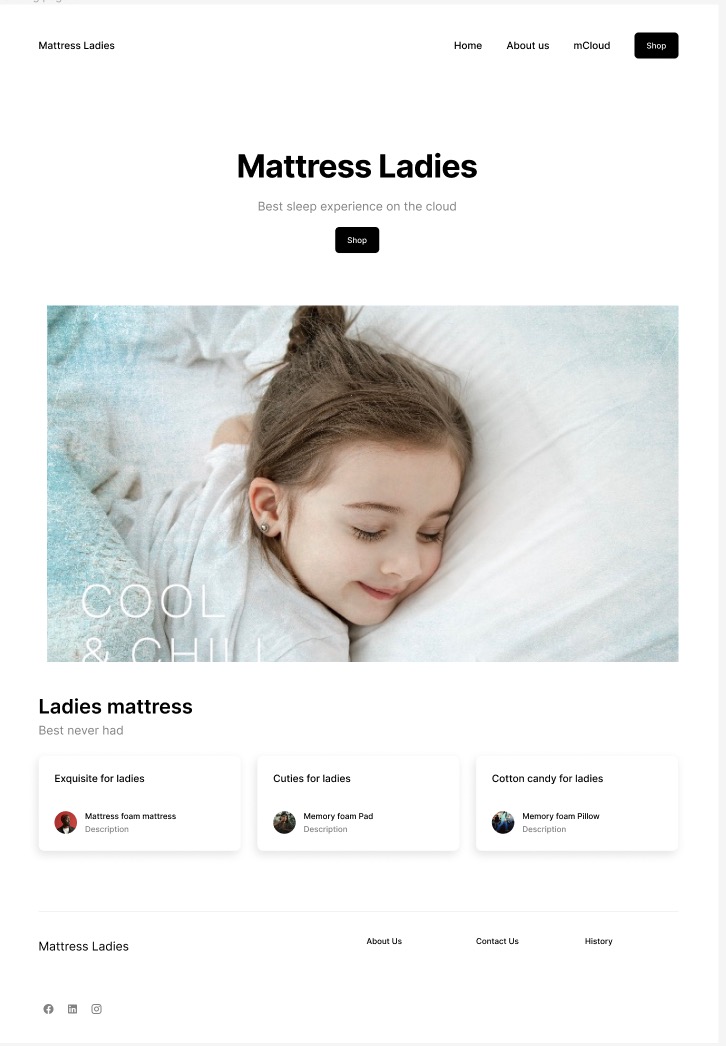 Mattress Ladies
Home About us mCloud Shop
Mattress Ladies
Best sleep experience on the cloud
Shop
COOL
& CHILL
Ladies mattress
Best never had
Exquisite for ladies
Mattress foam mattress
Description
Cuties for ladies
Memory foam Pad
Description
Cotton candy for ladies
Memory foam Pillow
Description
Mattress Ladies
About Us
Contact Us
History